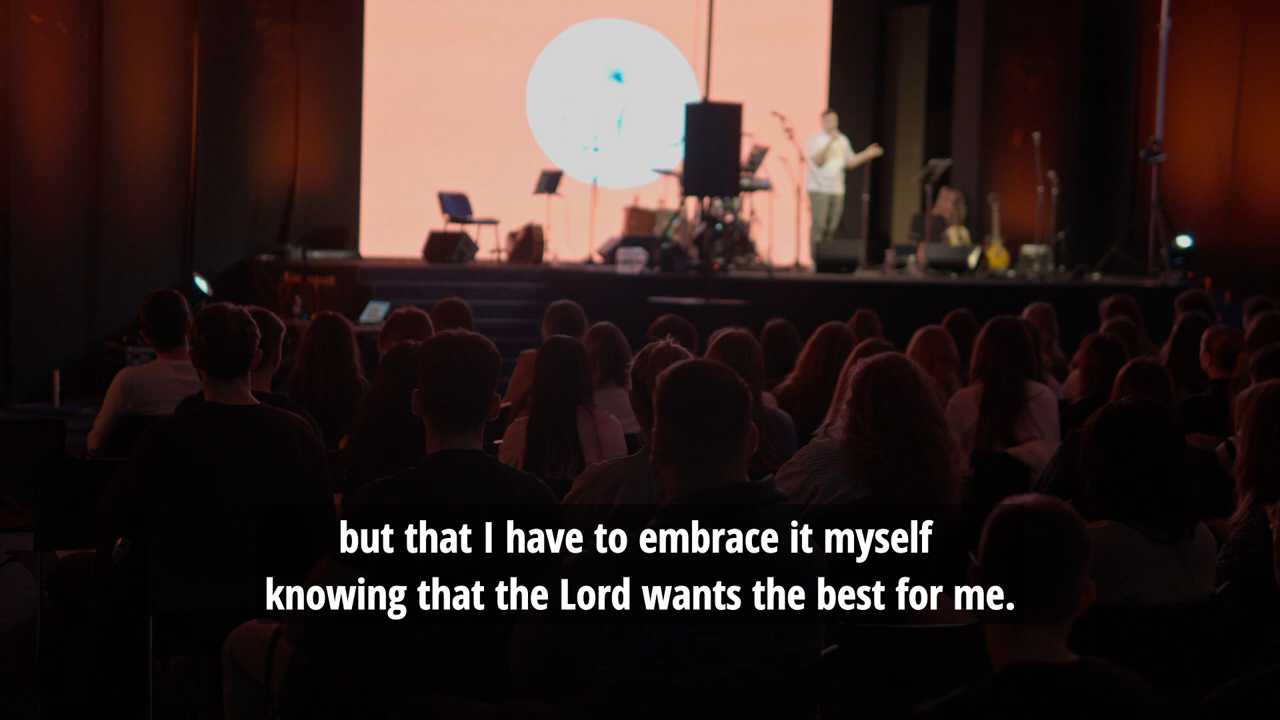 but that I have to embrace it myself
knowing that the Lord wants the best for me.